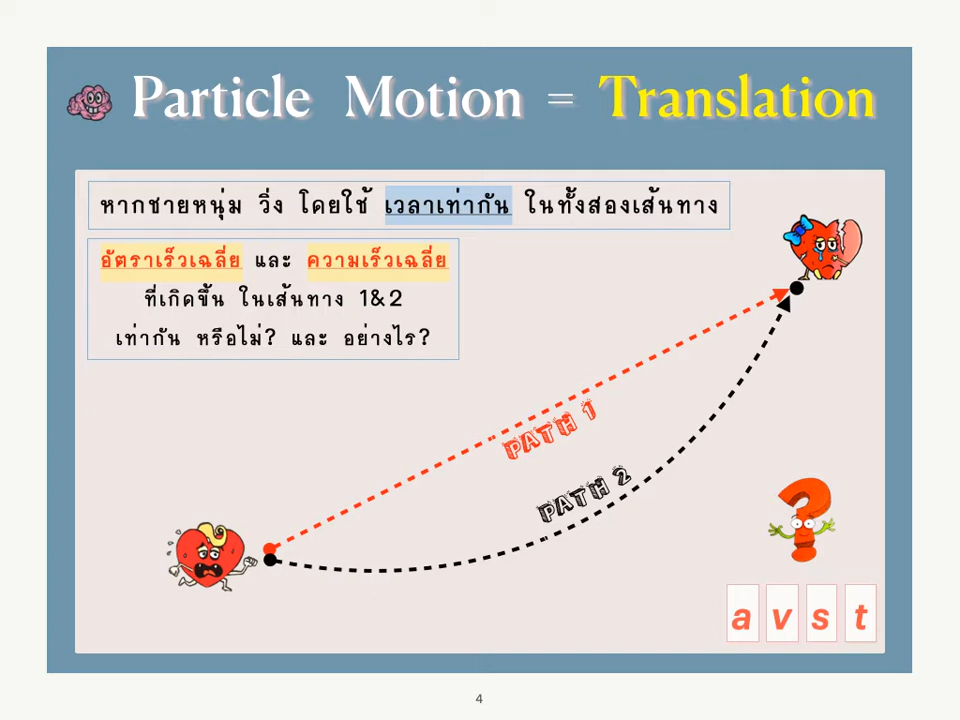 Particle Motion = Translation
หากชายหนุ่ม วิ่ง โดยใช้ เวลาเท่ากัน ในทั้งสองเส้นทาง
อัตราเร็วเฉลี่ย และ ความเร็วเฉลี่ย
ที่เกิดขึ้น ในเส้นทาง 1&2
เท่ากัน หรือไม่? และ อย่างไร?
PATH 1
PATH 2
a v s t
4